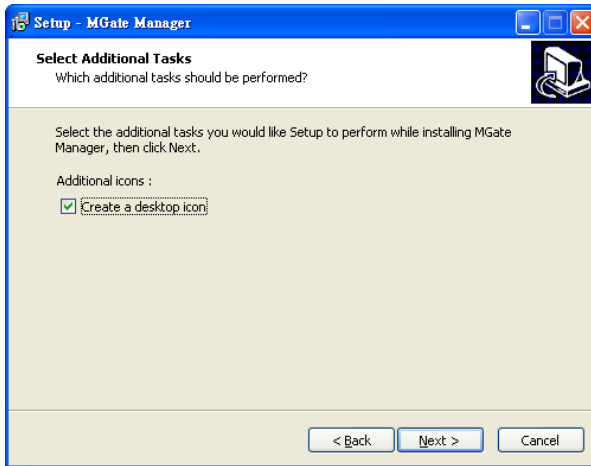 Setup - MGate Manager
Select Additional Tasks
Which additional tasks should be performed?
Select the additional tasks you would like Setup to perform while installing MGate
Manager, then click Next.
Additional icons :
Create a desktop icon
< Back
Next >
Cancel